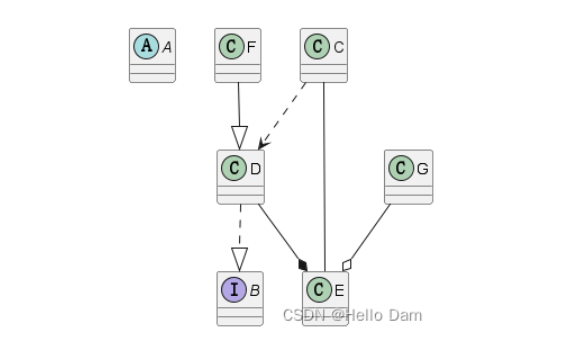 A A
C F
C C
C D
C G
I B
C E
CSDN @Hello Dam